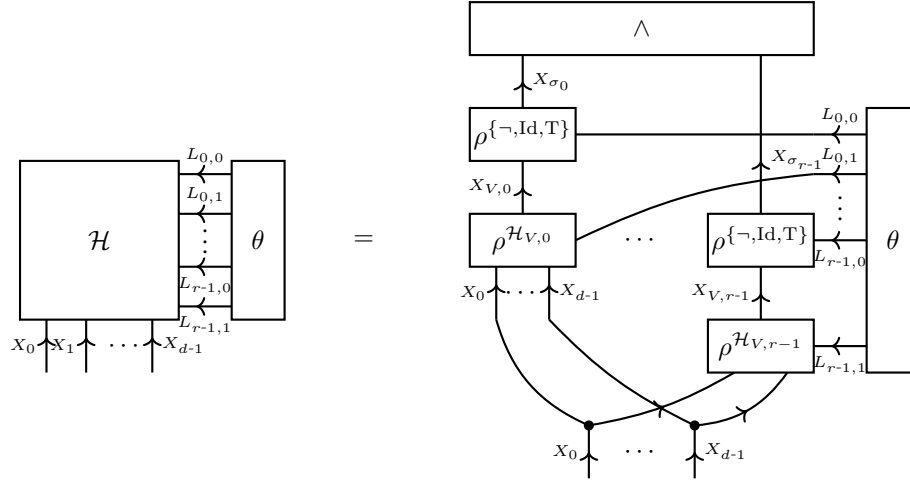 ∧
X_{σ_0}
ρ^{\{¬,Id,T\}}
L_{0,0}
L_{0,0}
X_{σ_{r-1}}
L_{0,1}
X_{V,0}
L_{0,1}
⋮
⋮
H
θ
=
ρ^{H_{V,0}}
···
ρ^{\{¬,Id,T\}}
θ
L_{r-1,0}
L_{r-1,0}
X_0
····
X_{d-1}
X_{V,r-1}
L_{r-1,1}
X_0
X_1
···
X_{d-1}
ρ^{H_{V,r-1}}
L_{r-1,1}
X_0
···
X_{d-1}